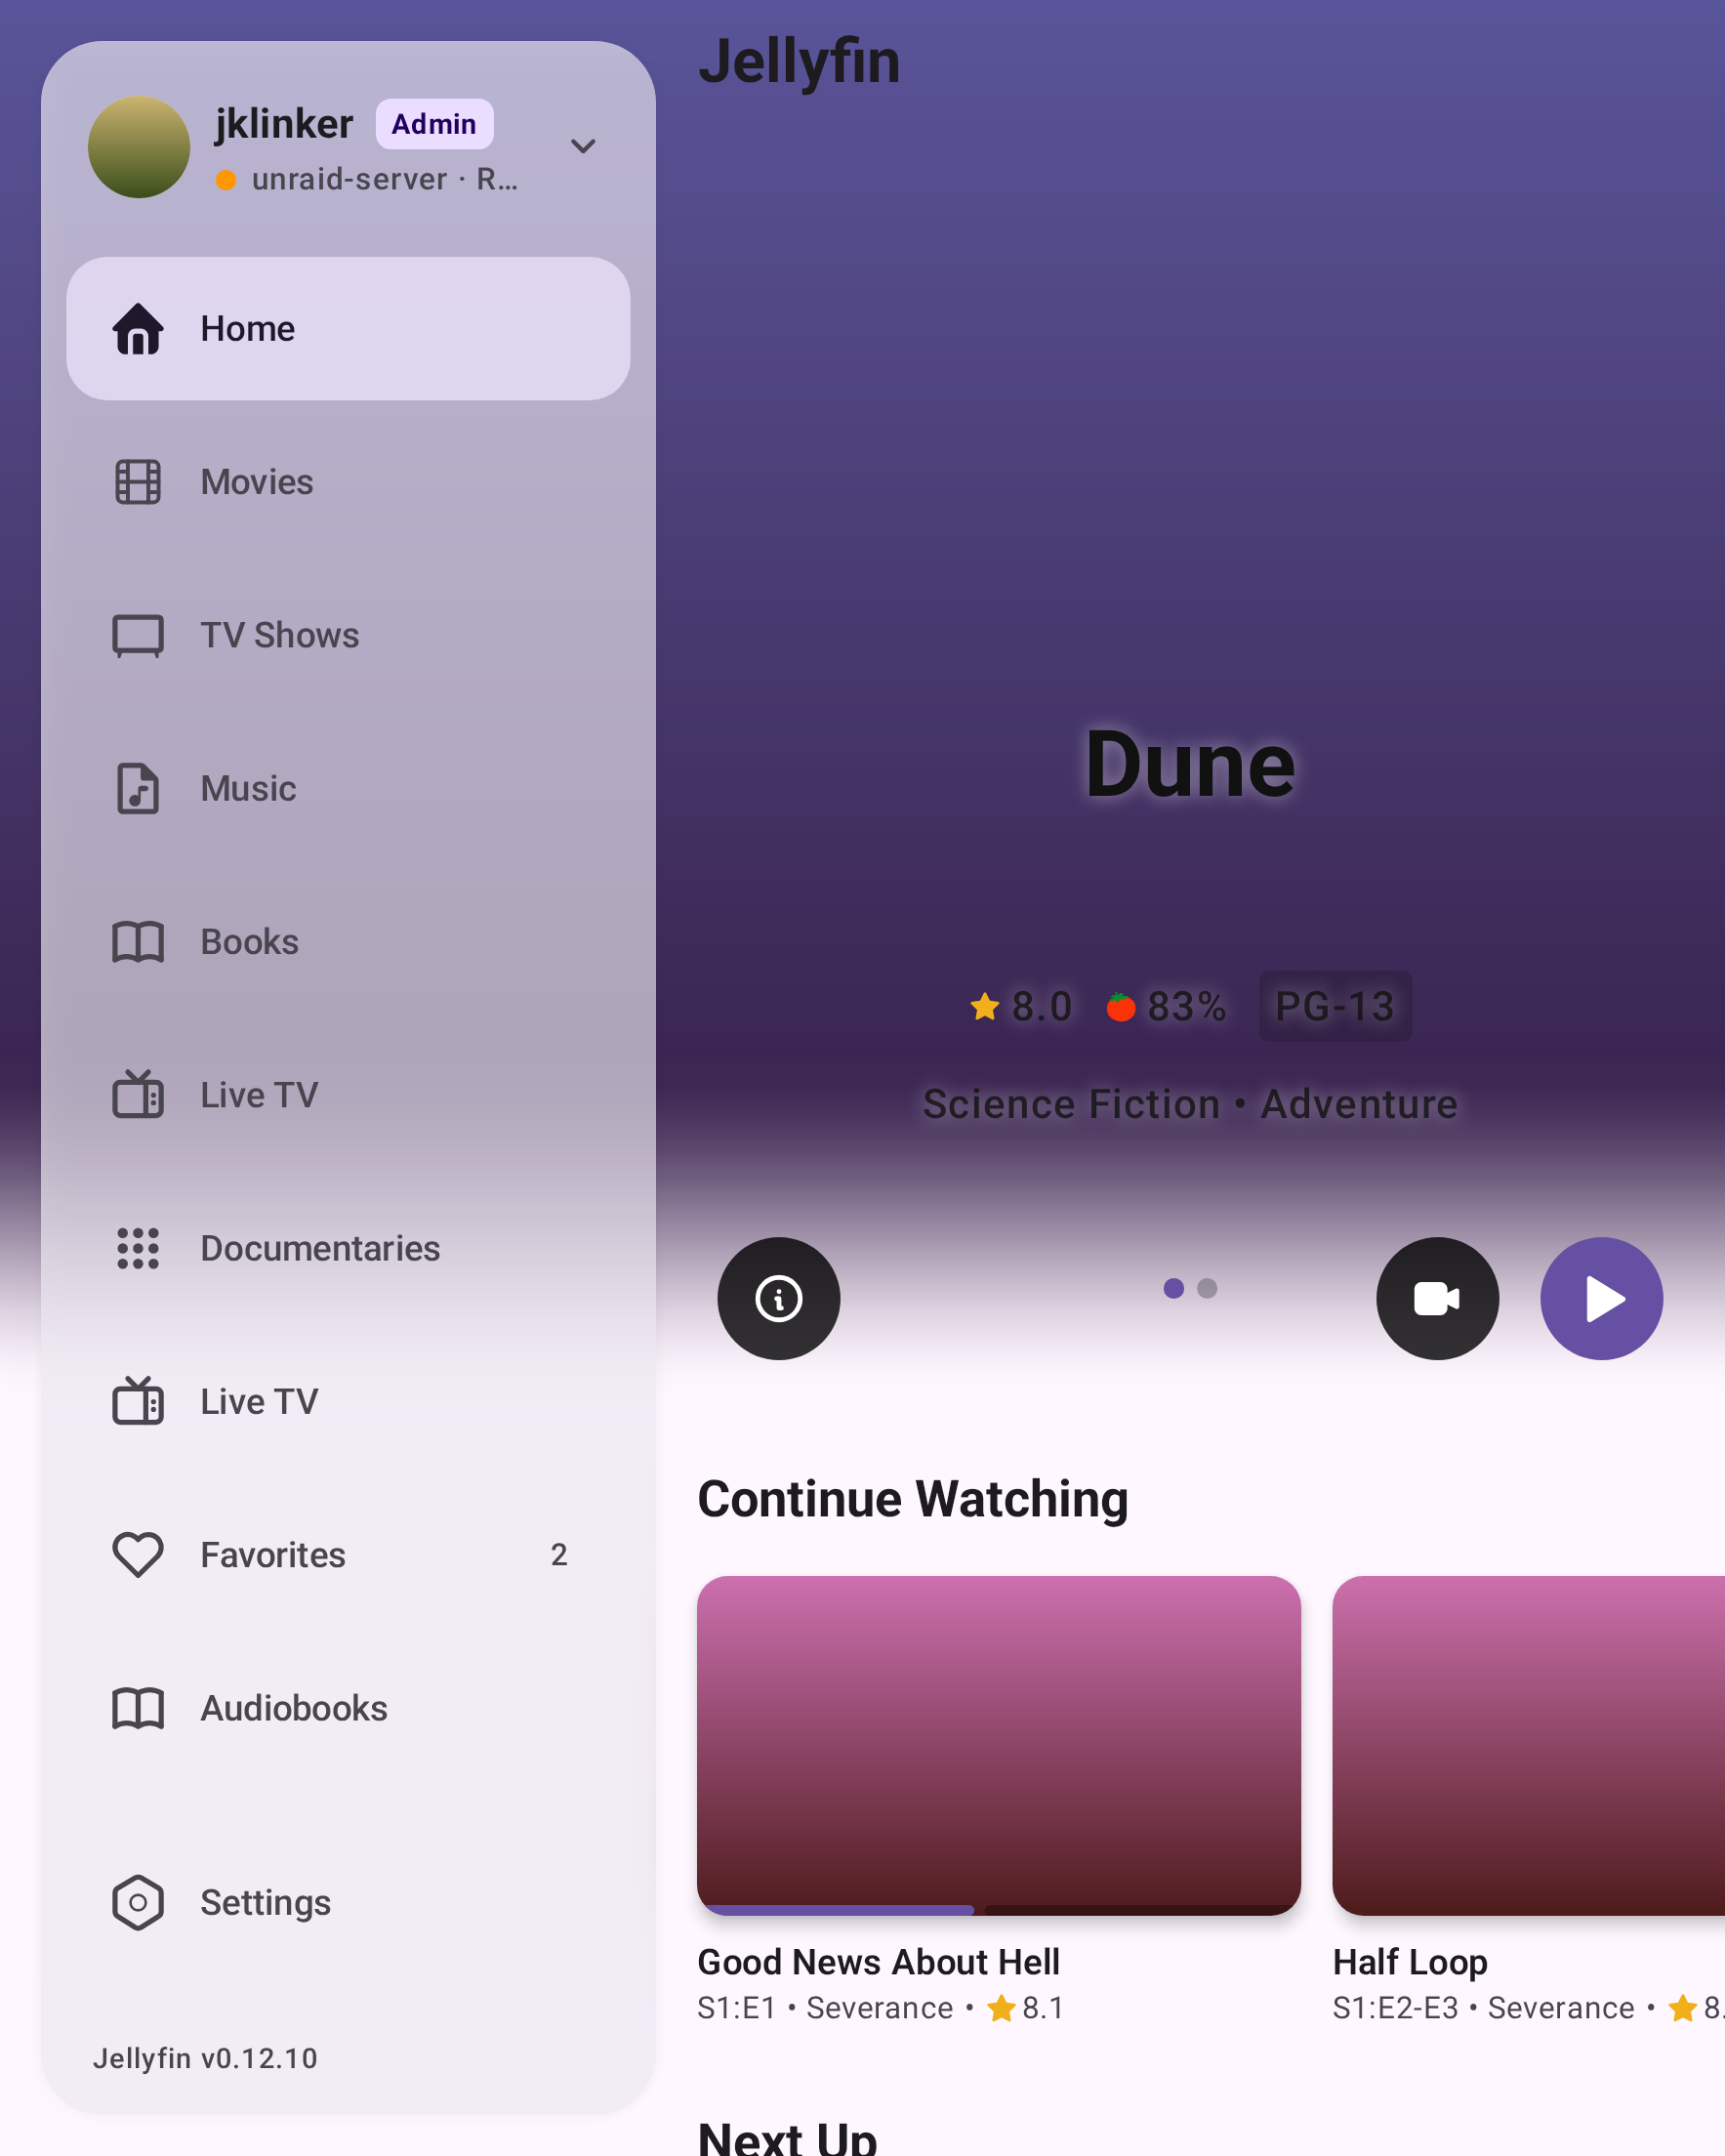 jklinker Admin
unraid-server · R...
Home
Movies
TV Shows
Music
Books
Live TV
Documentaries
Live TV
Favorites 2
Audiobooks
Settings
Jellyfin v0.12.10
Jellyfin
Dune
8.0 83% PG-13
Science Fiction • Adventure
Continue Watching
Good News About Hell
S1:E1 • Severance • 8.1
Half Loop
S1:E2-E3 • Severance • 8.
Next Up